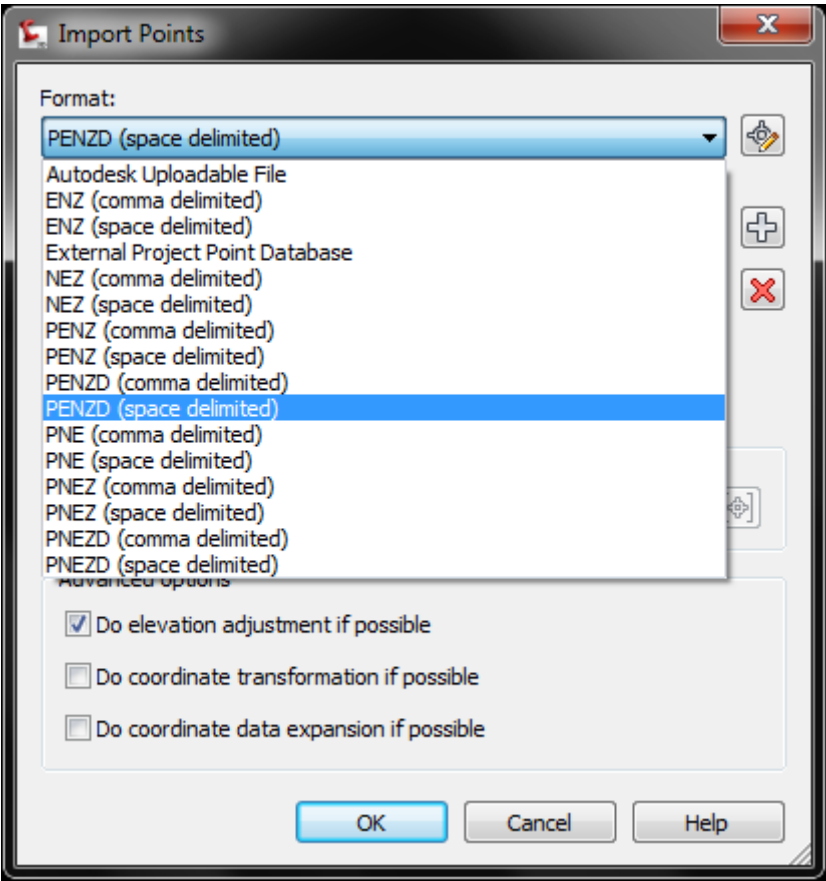 Import Points
Format:
PENZD (space delimited)
Autodesk Uploadable File
ENZ (comma delimited)
ENZ (space delimited)
External Project Point Database
NEZ (comma delimited)
NEZ (space delimited)
PENZ (comma delimited)
PENZ (space delimited)
PENZD (comma delimited)
PENZD (space delimited)
PNE (comma delimited)
PNE (space delimited)
PNEZ (comma delimited)
PNEZ (space delimited)
PNEZD (comma delimited)
PNEZD (space delimited)
Advanced options
Do elevation adjustment if possible
Do coordinate transformation if possible
Do coordinate data expansion if possible
OK Cancel Help